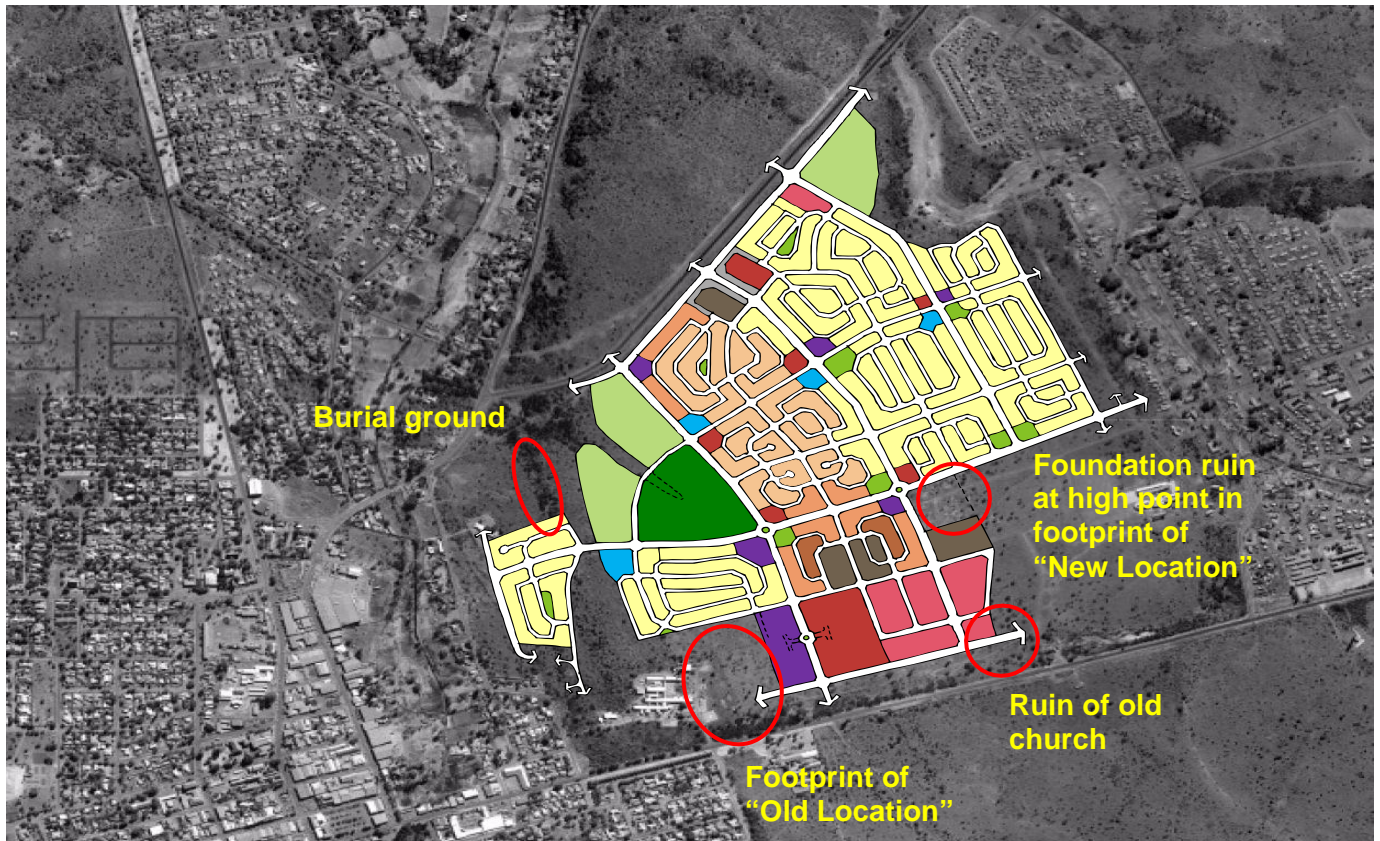 Burial ground
Foundation ruin
at high point in
footprint of
“New Location”
Ruin of old
church
Footprint of
“Old Location”